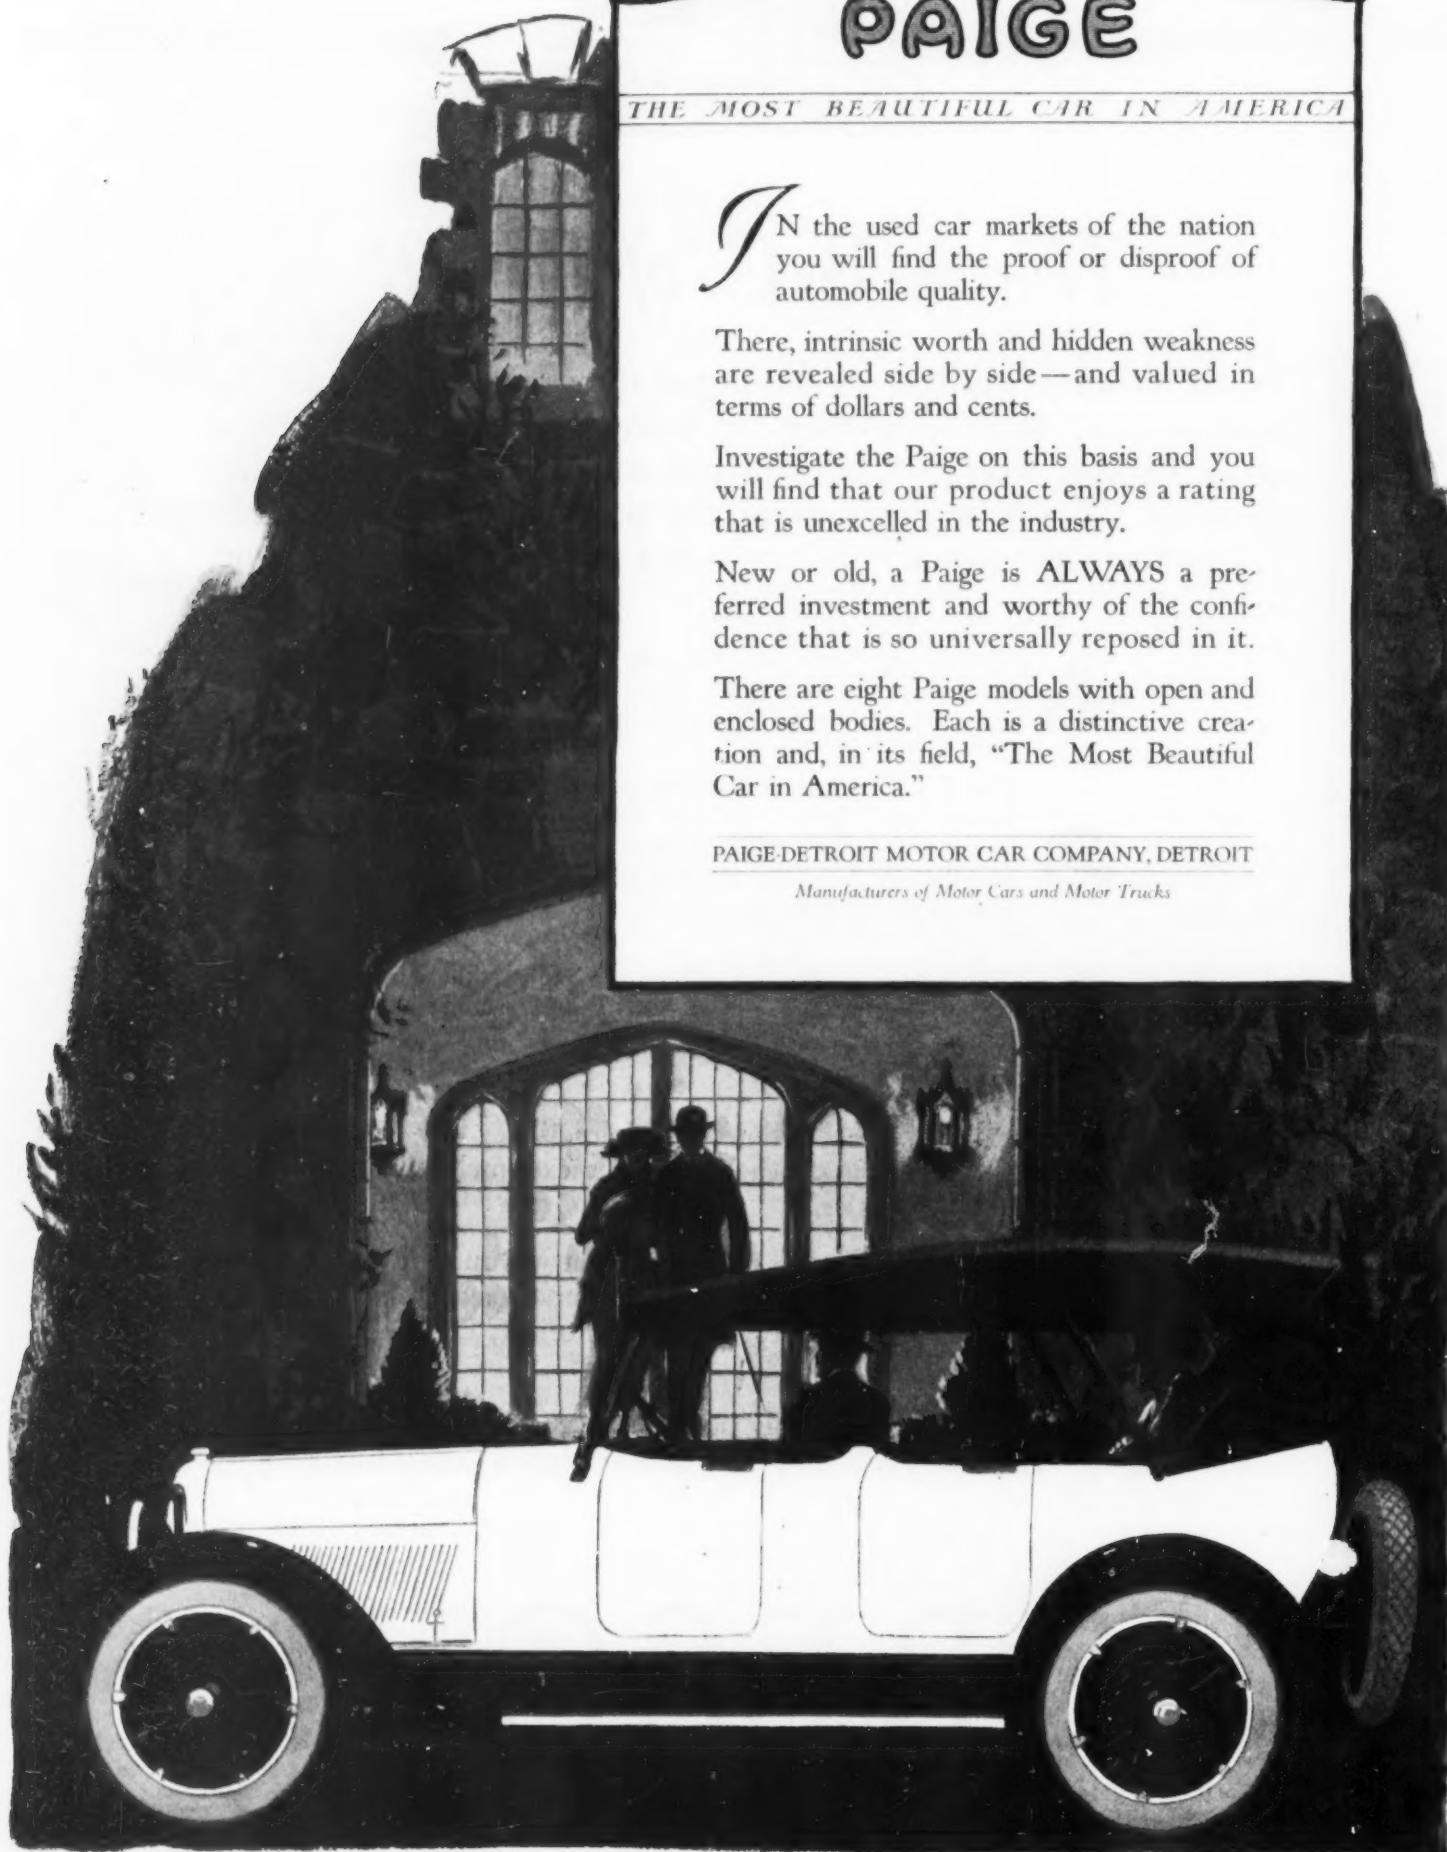 PAIGE
THE MOST BEAUTIFUL CAR IN AMERICA
IN the used car markets of the nation
you will find the proof or disproof of
automobile quality.
There, intrinsic worth and hidden weakness
are revealed side by side—and valued in
terms of dollars and cents.
Investigate the Paige on this basis and you
will find that our product enjoys a rating
that is unexcelled in the industry.
New or old, a Paige is ALWAYS a pre-
ferred investment and worthy of the confi-
dence that is so universally reposed in it.
There are eight Paige models with open and
enclosed bodies. Each is a distinctive crea-
tion and, in its field, “The Most Beautiful
Car in America.”
PAIGE-DETROIT MOTOR CAR COMPANY, DETROIT
Manufacturers of Motor Cars and Motor Trucks